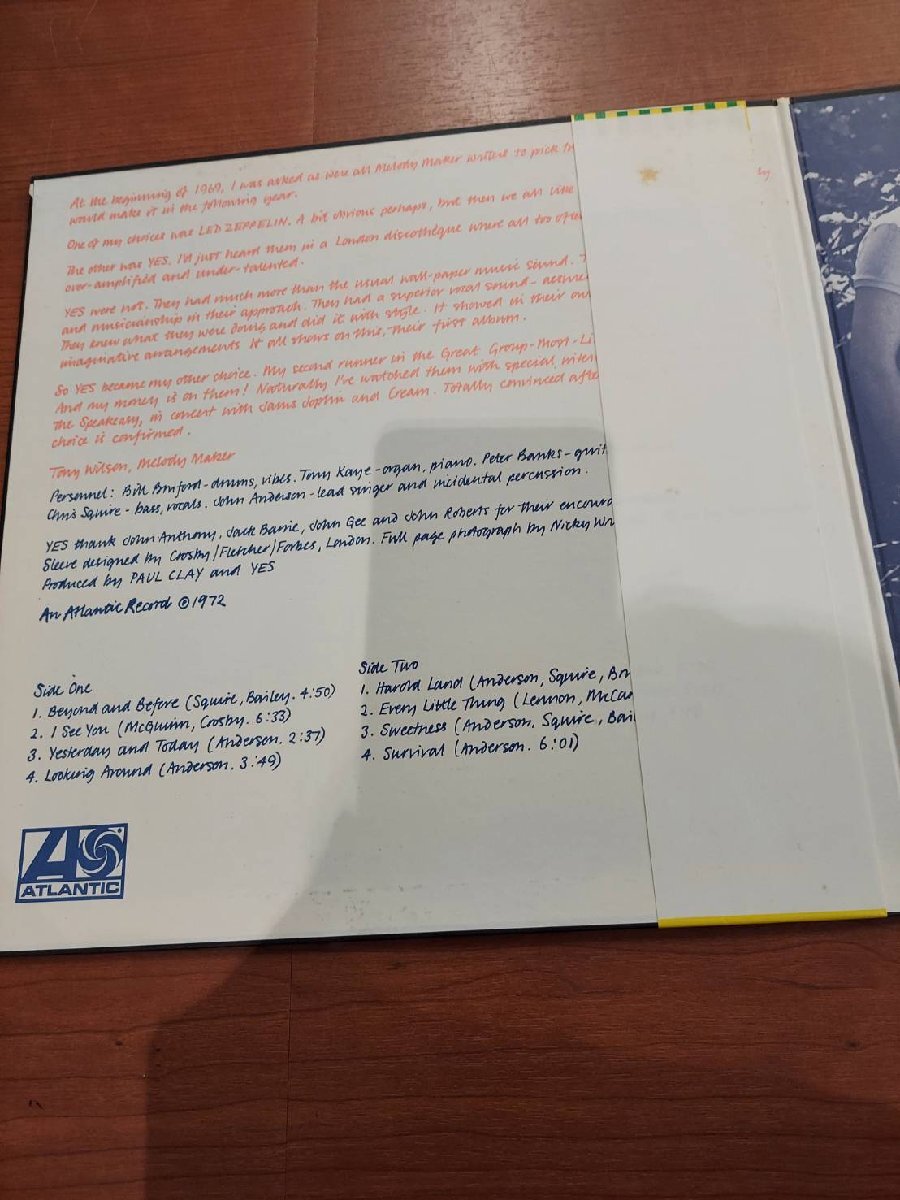 At the beginning of 1969, I was asked as were all Melody Maker writers to pick
would make it in the following year.
One of my choices was LED ZEPPELIN. A bit obvious perhaps, but then we all
The other was YES. I'd just heard them in a London discothèque where all too often
over-amplified and under-talented.
YES were not. They had much more than the usual wall-paper music sound.
and musicianship in their approach. They had a superior vocal sound -
They knew what they were doing and did it with style. It showed in their
imaginative arrangements it all shows on this, their first album.
So YES became my other choice. My second runner in the Great Group-Most-Li
And my money is on them! Naturally I've watched them with special
the Speakeasy, in concert with Janis Joplin and Cream. Totally convinced
choice is confirmed.
by
Tony Wilson, Melody Maker
Personnel: Bill Bruford - drums, vibes. Tony Kaye - organ, piano. Peter Banks - guit
Chris Squire - bass, vocals. John Anderson - lead singer and incidental percussion.
YES thank John Anthony, Jack Barrie, John Gee and John Roberts for their encoura
Sleeve designed by Crosby/Fletcher/Forbes, London. Full page photograph by Nicky
Produced by PAUL CLAY and YES
An Atlantic Record ©1972
Side One
1. Beyond and Before (Squire, Bailey. 4:50)
2. I See You (McGuinn, Crosby. 6:33)
3. Yesterday and Today (Anderson. 2:37)
4. Looking Around (Anderson. 3:49)
Side Two
1. Harold Land (Anderson, Squire, Br
2. Every Little Thing (Lennon, McCar
3. Sweetness (Anderson, Squire, Bail
4. Survival (Anderson. 6:01)
ATLANTIC